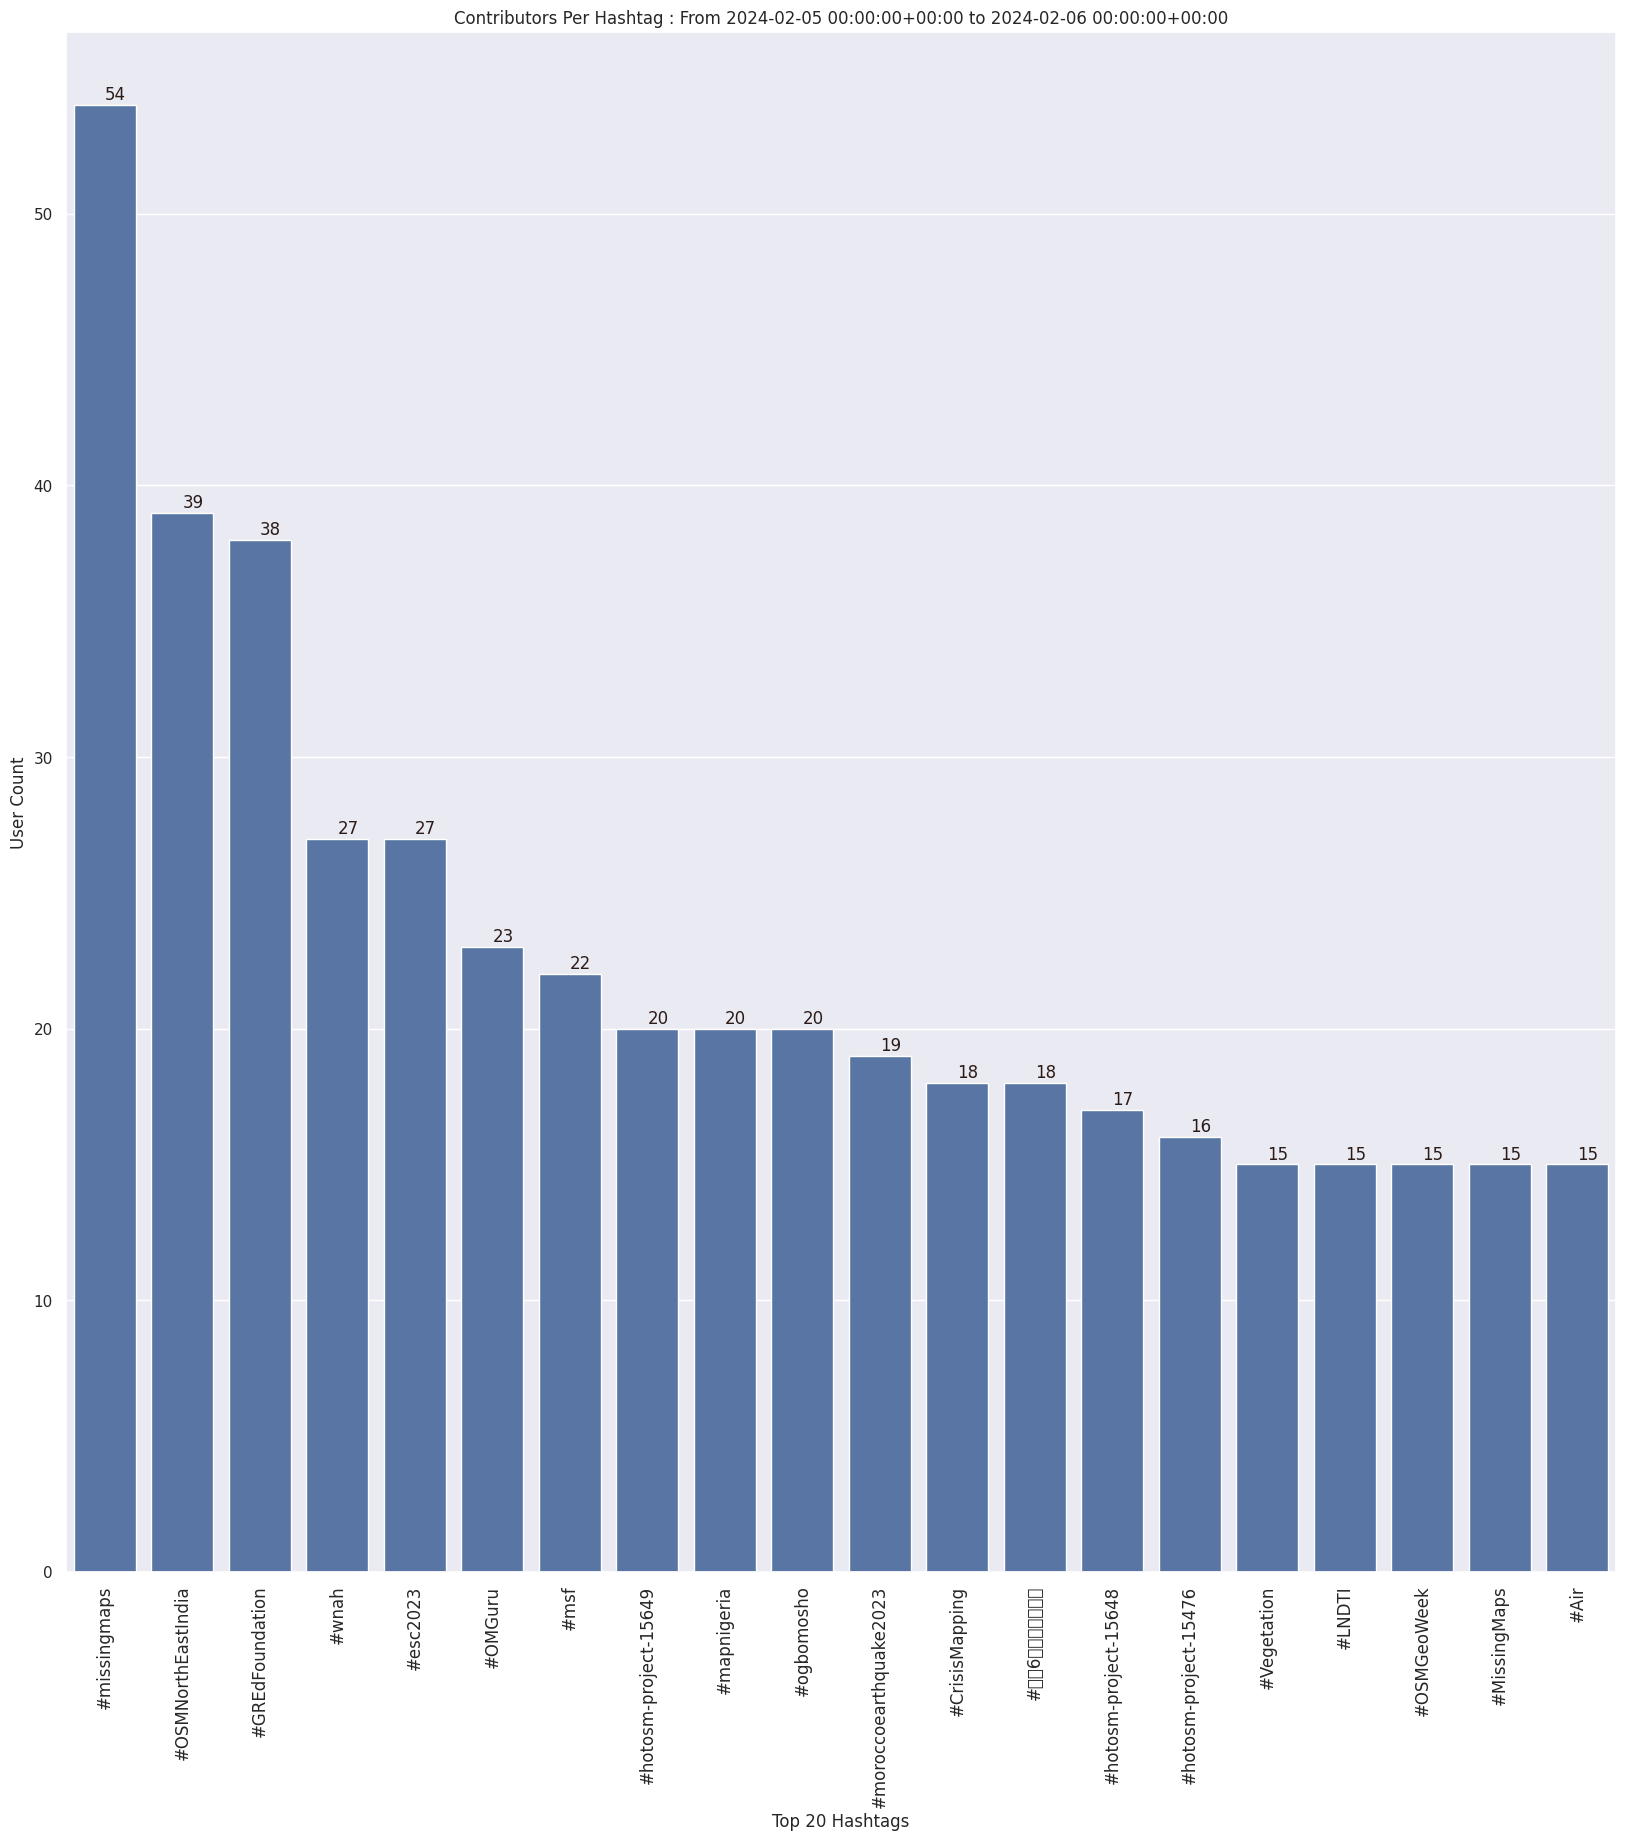 Contributors Per Hashtag : From 2024-02-05 00:00:00+00:00 to 2024-02-06 00:00:00+00:00
User Count
50
40
30
20
10
0
54
39
38
27
27
23
22
20
20
20
19
18
18
17
16
15
15
15
15
15
#missingmaps
#OSMNorthEastIndia
#GREdFoundation
#wnah
#esc2023
#OMGuru
#msf
#hotosm-project-15649
#mapnigeria
#ogbomosho
#moroccoearthquake2023
#CrisisMapping
#hotosm-project-15648
#hotosm-project-15476
#Vegetation
#LNDTI
#OSMGeoWeek
#MissingMaps
#Air
Top 20 Hashtags